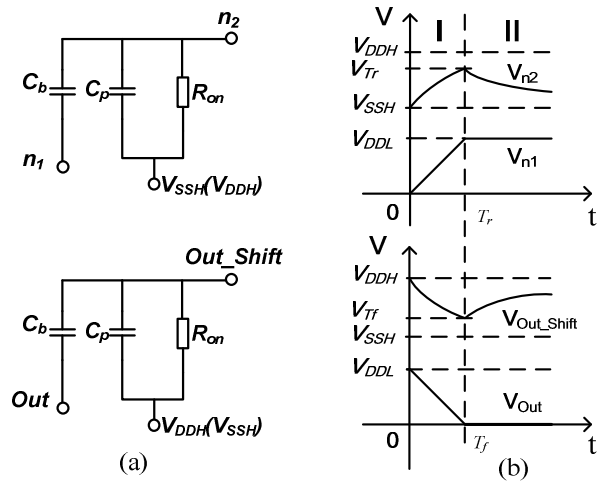 n2
Cb
Cp
Ron
n1
VSSH(VDDH)
Out_Shift
Cb
Cp
Ron
Out
VDDH(VSSH)
(a)
V
I
II
VDDH
VTr
Vn2
VSSH
VDDL
Vn1
0
Tr
t
V
VDDH
VTf
VOut_Shift
VSSH
VDDL
VOut
0
Tf
t
(b)